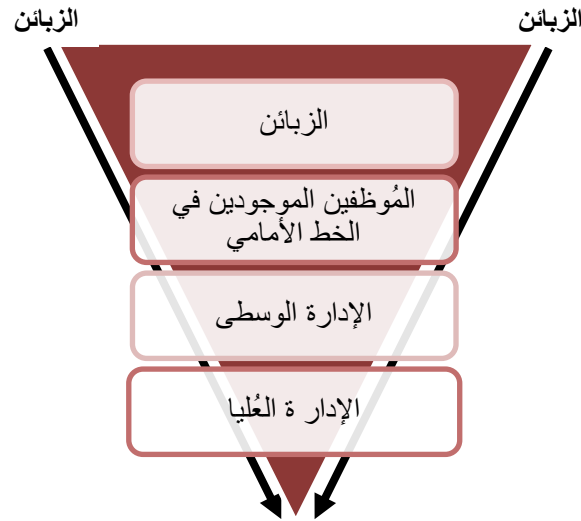 الزبائن
الزبائن
الزبائن
المُوظفين الموجودين في
الخط الأمامي
الإدارة الوسطى
الإدار ة العُليا